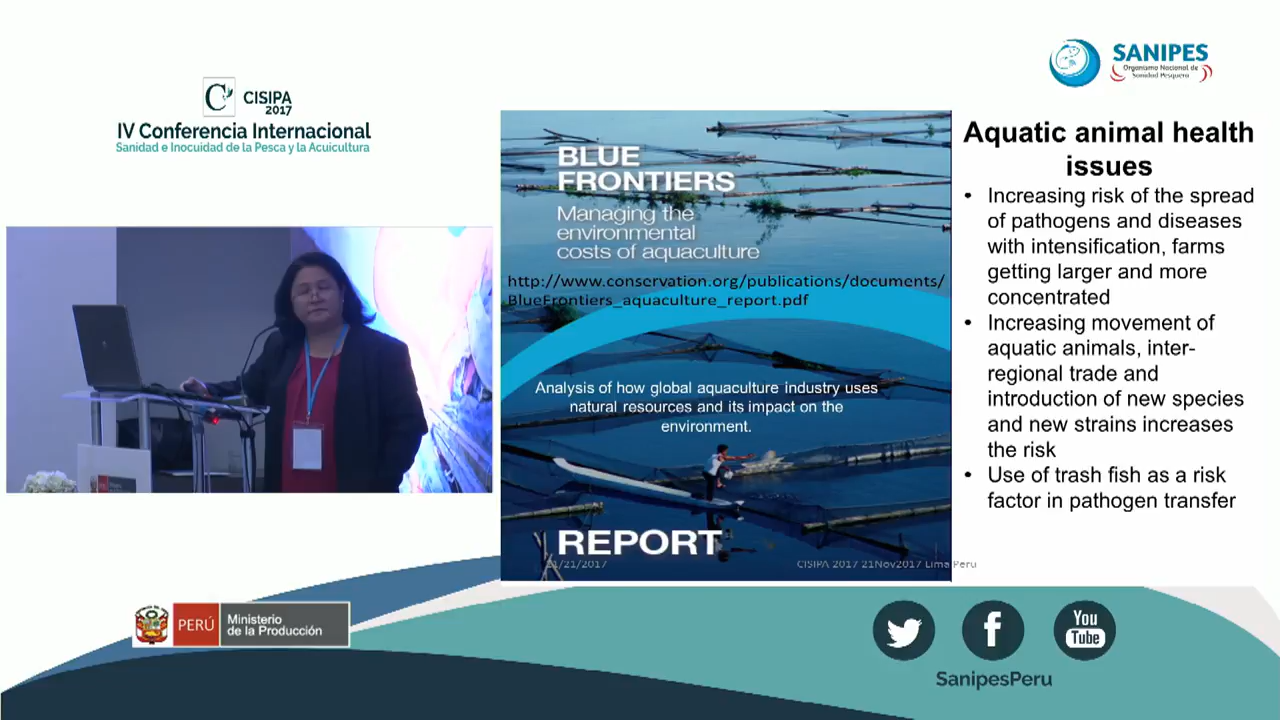 CISIPA
2017
IV Conferencia Internacional
Sanidad e Inocuidad de la Pesca y la Acuicultura
SANIPES
Organismo Nacional de
Sanidad Pesquera
BLUE
FRONTIERS
Managing the
environmental
costs of aquaculture
http://www.conservation.org/publications/documents/
BlueFrontiers_aquaculture_report.pdf
Analysis of how global aquaculture industry uses
natural resources and its impact on the
environment.
REPORT
11/21/2017
CISIPA 2017 21Nov2017 Lima Peru
Aquatic animal health
issues
• Increasing risk of the spread
of pathogens and diseases
with intensification, farms
getting larger and more
concentrated
• Increasing movement of
aquatic animals, inter-
regional trade and
introduction of new species
and new strains increases
the risk
• Use of trash fish as a risk
factor in pathogen transfer
PERÚ
Ministerio
de la Producción
You
Tube
SanipesPeru